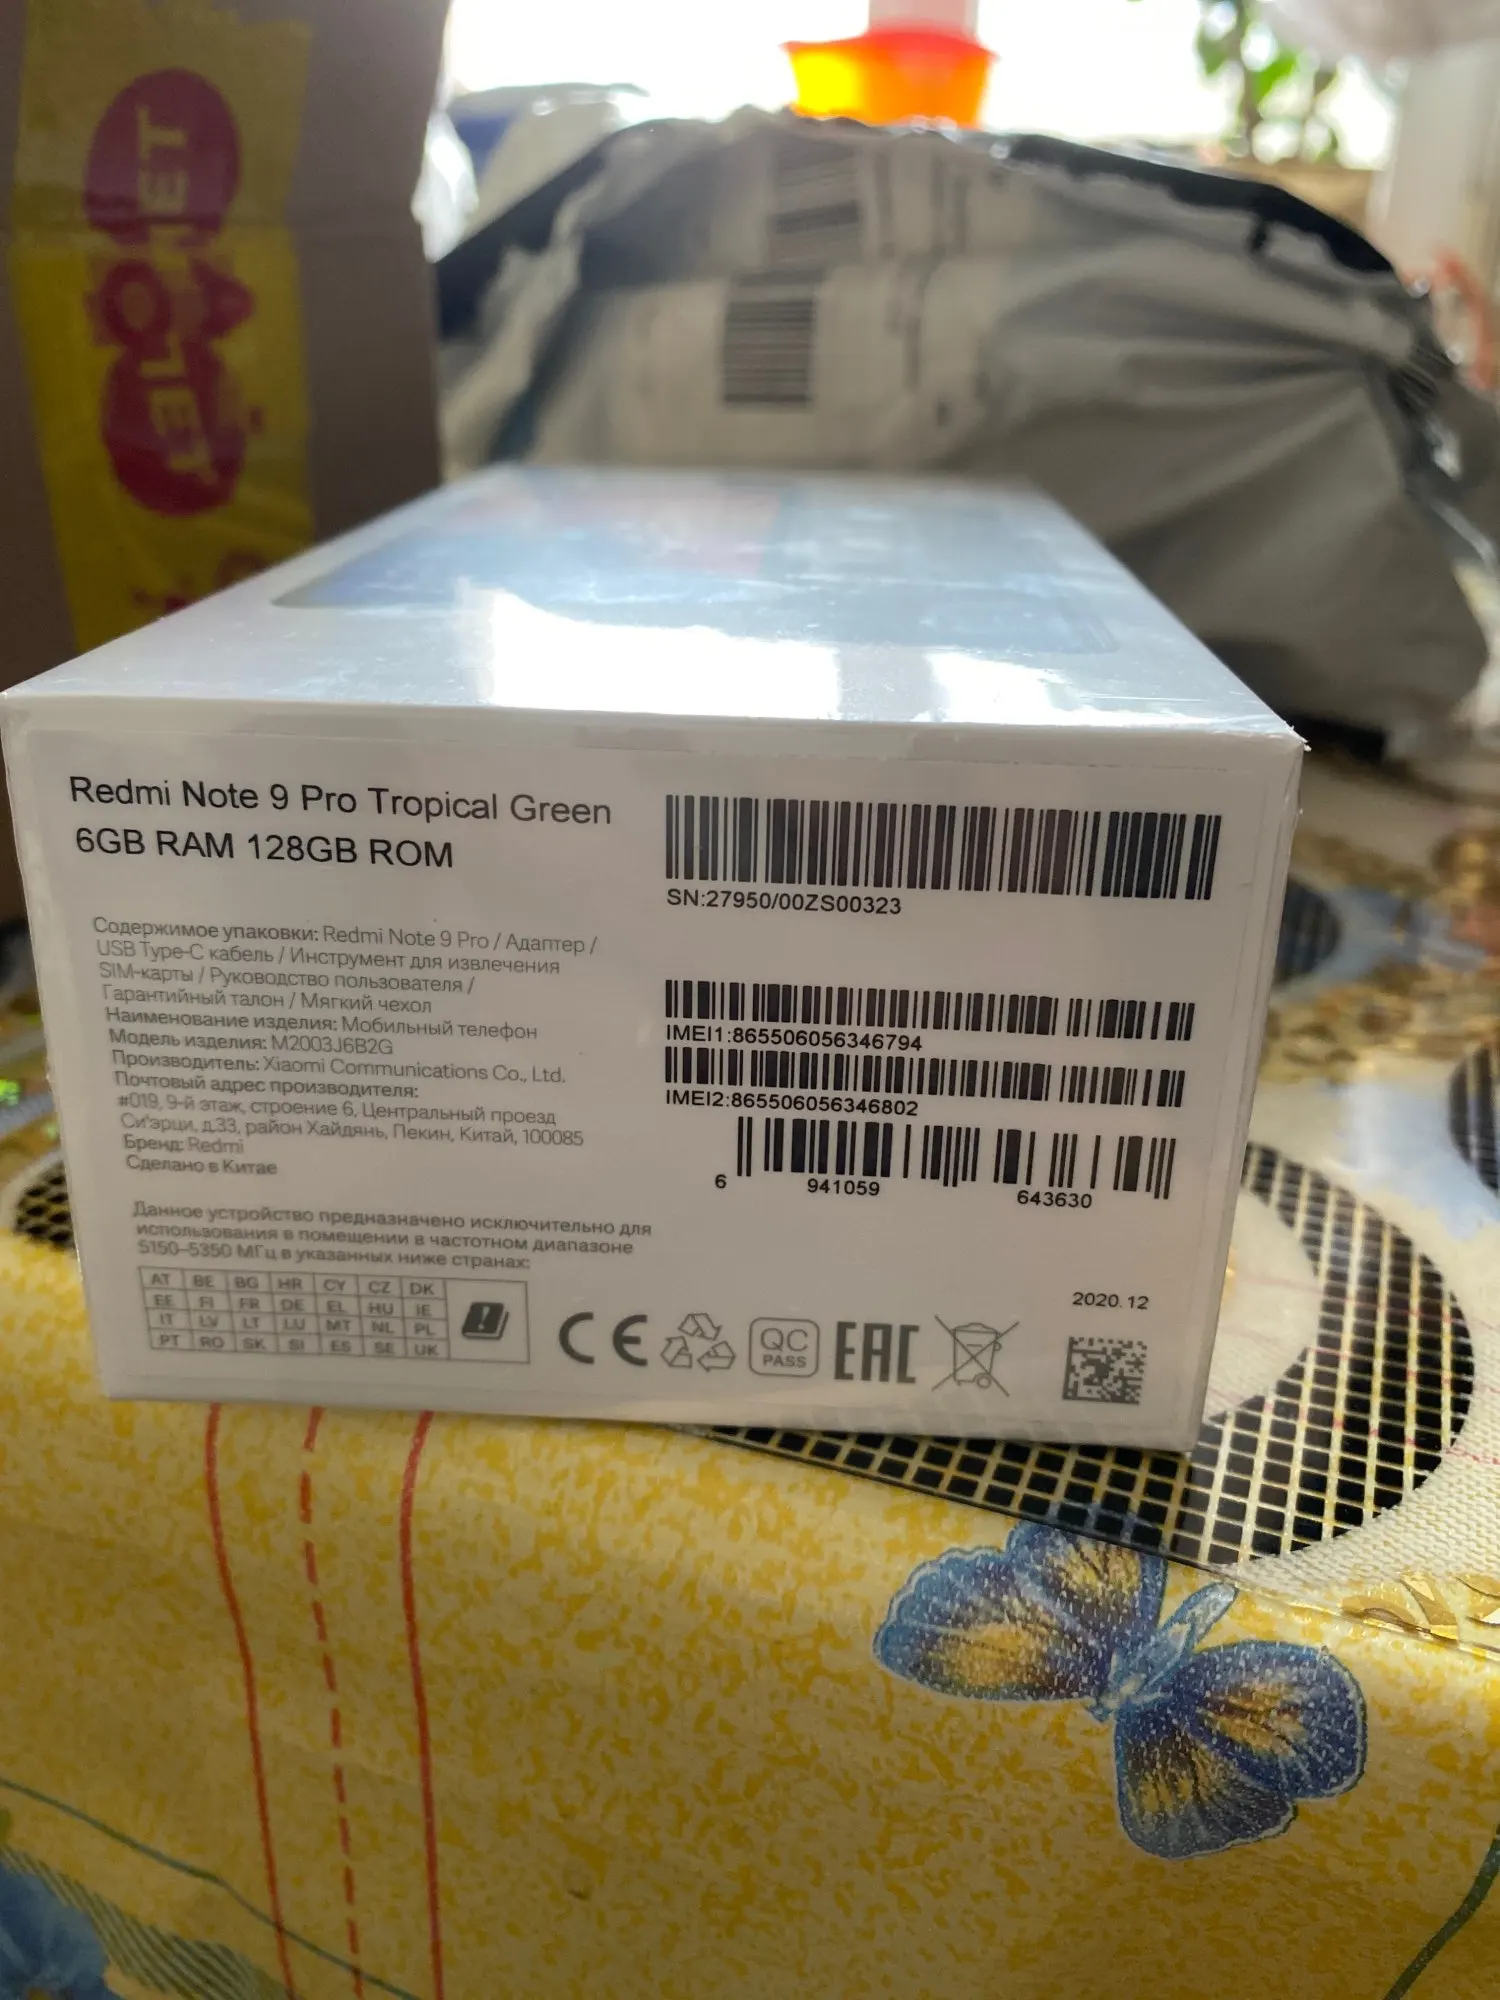 Redmi Note 9 Pro Tropical Green
6GB RAM 128GB ROM
Содержимое упаковки: Redmi Note 9 Pro / Адаптер /
USB Type-C кабель / Инструмент для извлечения
SIM-карты / Руководство пользователя /
Гарантийный талон / Мягкий чехол
Наименование изделия: Мобильный телефон
Модель изделия: M2003J6B2G
Производитель: Xiaomi Communications Co., Ltd.
Почтовый адрес производителя:
#019, 9-й этаж, строение 6, Центральный проезд
Си'эрци, д.33, район Хайдянь, Пекин, Китай, 100085
Бренд: Redmi
Сделано в Китае
Данное устройство предназначено исключительно для
использования в помещении в частотном диапазоне
5150–5350 МГц в указанных ниже странах:
AT BE BG HR CY CZ DK
EE FI FR DE EL HU IE
IT LV LT LU MT NL PL
PT RO SK SI ES SE UK
SN:27950/00ZS00323
IMEI1:865506056346794
IMEI2:865506056346802
6 941059 643630
2020.12
CE
QC
PASS
EAC